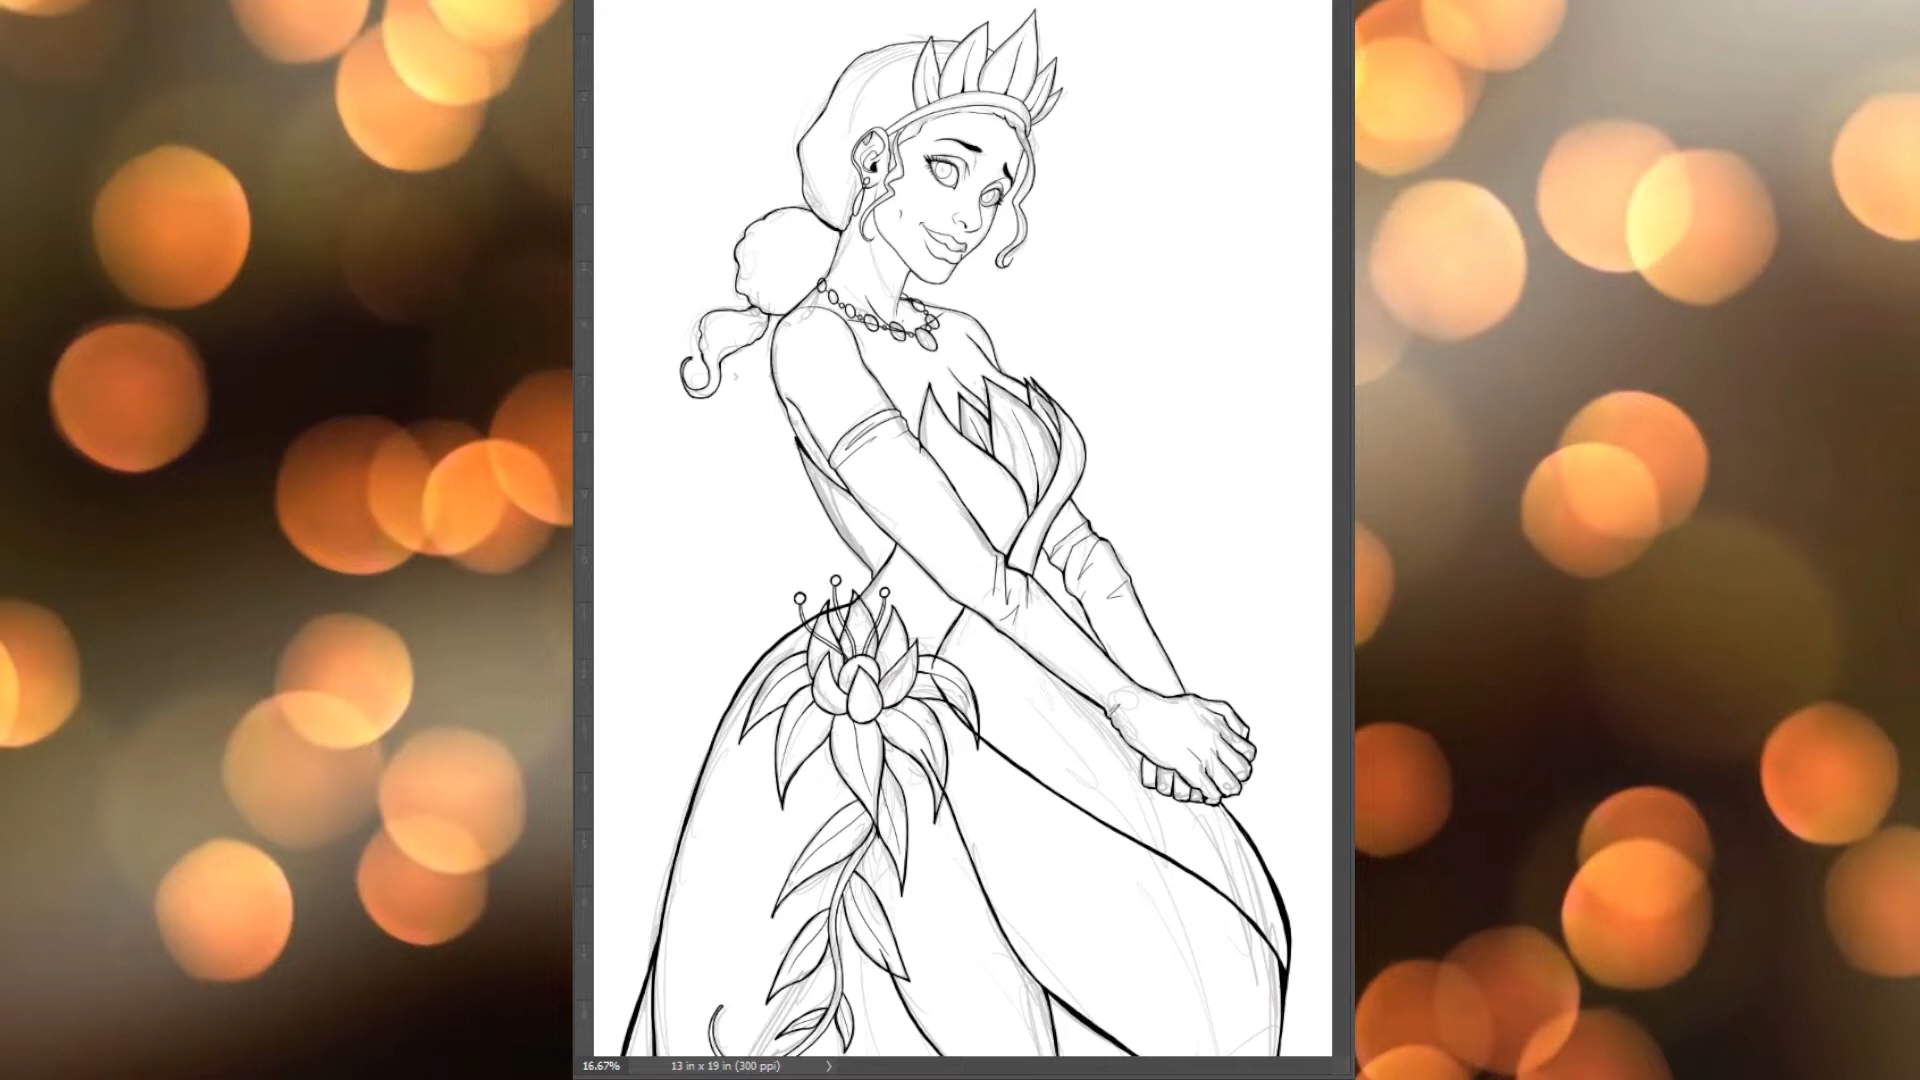 16.67% 13 in x 19 in (300 ppi)